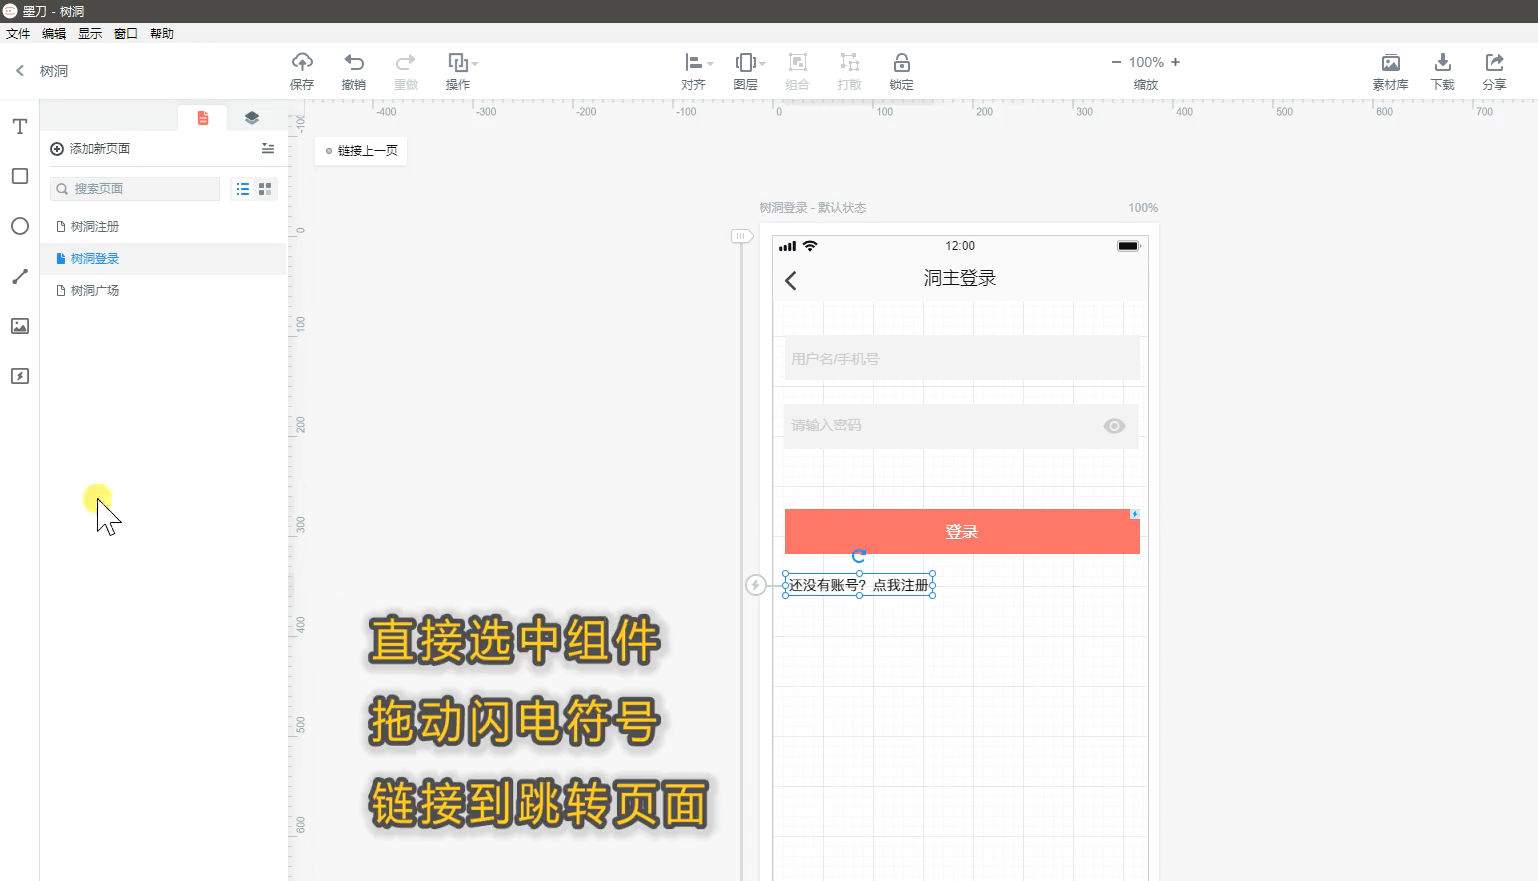 墨刀 - 树洞
文件 编辑 显示 窗口 帮助
树洞
保存 撤销 重做 操作 对齐 图层 组合 打散 锁定
100%
缩放
素材库 下载 分享
-400 -300 -200 -100 0 100 200 300 400 500 600 700
-100
添加新页面
链接上一页
搜索页面
树洞注册
树洞登录
树洞广场
0
100
200
300
400
500
600
树洞登录 - 默认状态 100%
12:00
洞主登录
用户名/手机号
请输入密码
登录
还没有账号？点我注册
直接选中组件
拖动闪电符号
链接到跳转页面